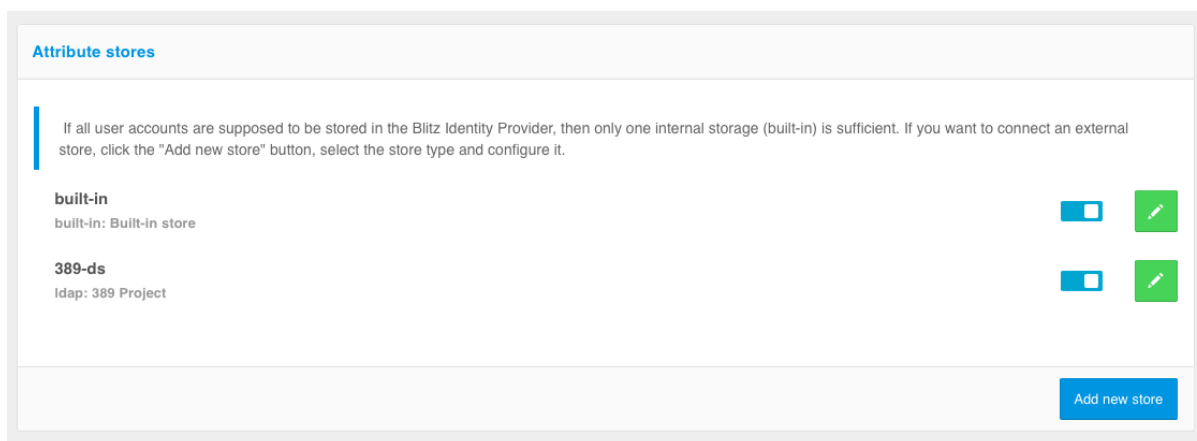 Attribute stores
If all user accounts are supposed to be stored in the Blitz Identity Provider, then only one internal storage (built-in) is sufficient. If you want to connect an external
store, click the "Add new store" button, select the store type and configure it.
built-in
built-in: Built-in store
389-ds
ldap: 389 Project
Add new store